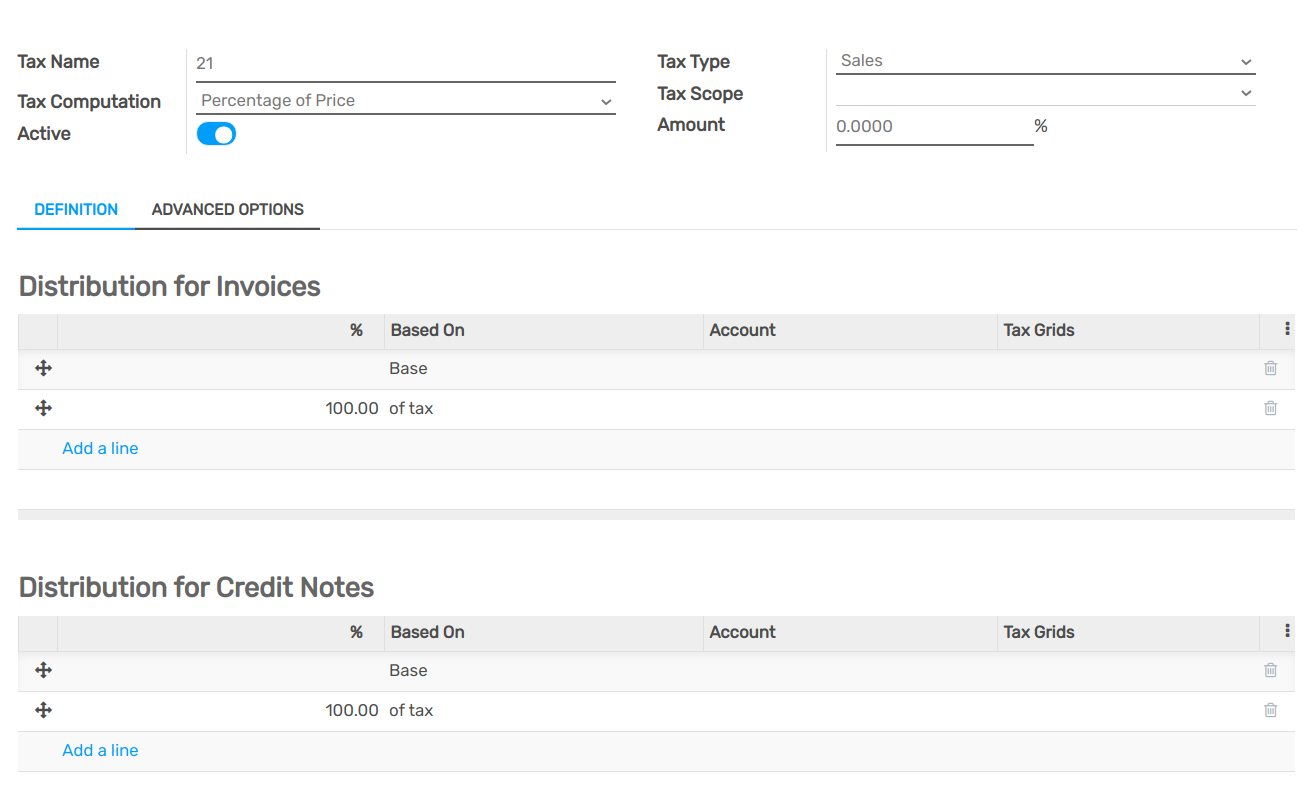 Tax Name 21 Tax Type Sales
Tax Computation Percentage of Price Tax Scope
Active Amount 0.0000 %
DEFINITION ADVANCED OPTIONS
Distribution for Invoices
% Based On Account Tax Grids
Base
100.00 of tax
Add a line
Distribution for Credit Notes
% Based On Account Tax Grids
Base
100.00 of tax
Add a line